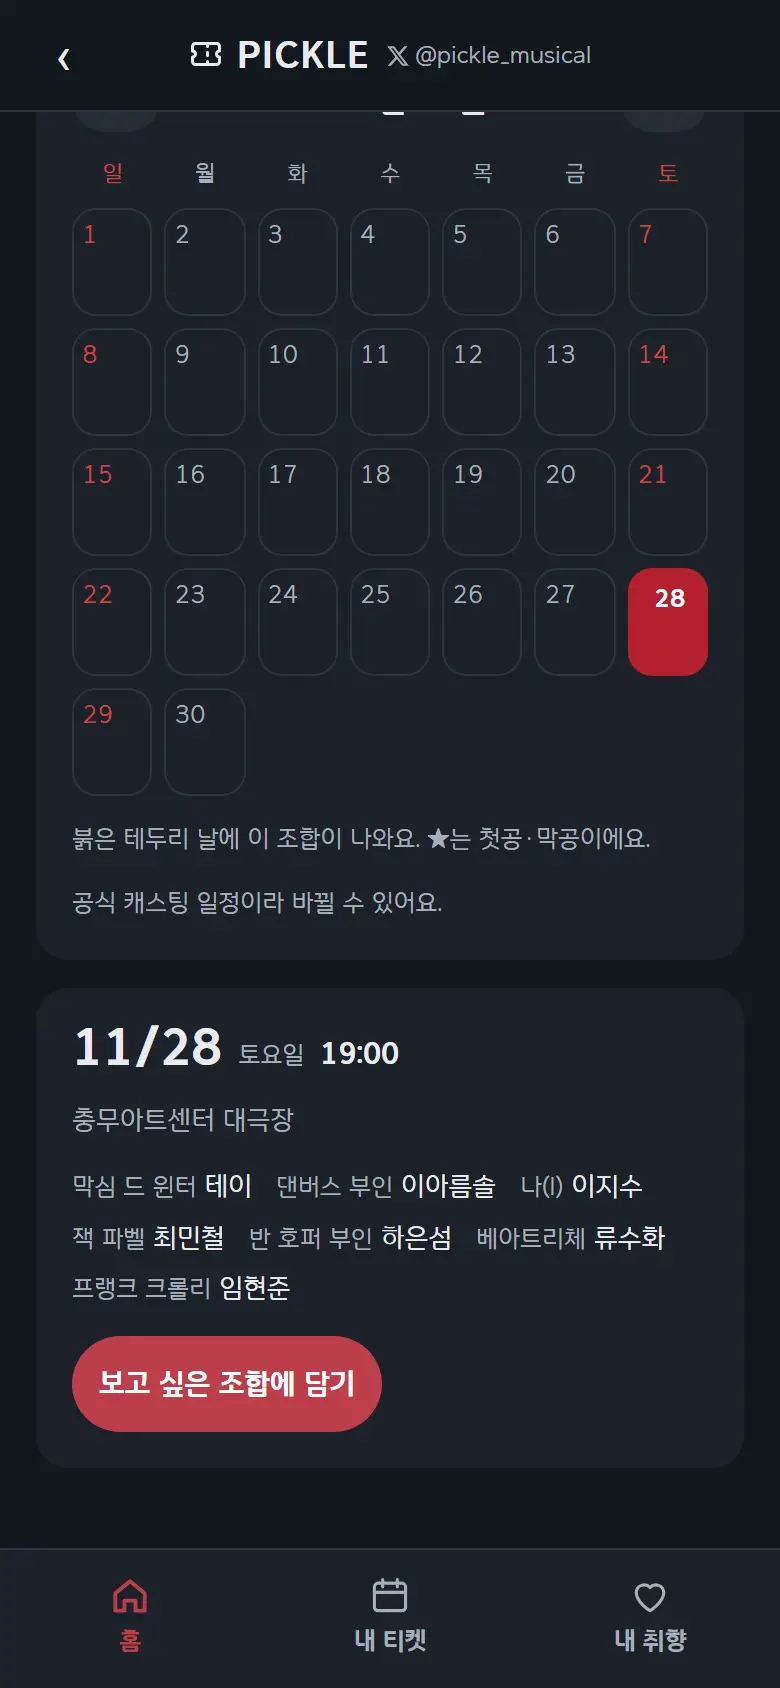 ‹ PICKLE 𝕏 @pickle_musical
일 월 화 수 목 금 토
1 2 3 4 5 6 7
8 9 10 11 12 13 14
15 16 17 18 19 20 21
22 23 24 25 26 27 28
29 30
붉은 테두리 날에 이 조합이 나와요. ★는 첫공·막공이에요.
공식 캐스팅 일정이라 바뀔 수 있어요.
11/28 토요일 19:00
충무아트센터 대극장
막심 드 윈터 테이 댄버스 부인 이아름솔 나(I) 이지수
잭 파벨 최민철 반 호퍼 부인 하은섬 베아트리체 류수화
프랭크 크롤리 임현준
보고 싶은 조합에 담기
홈 내 티켓 내 취향